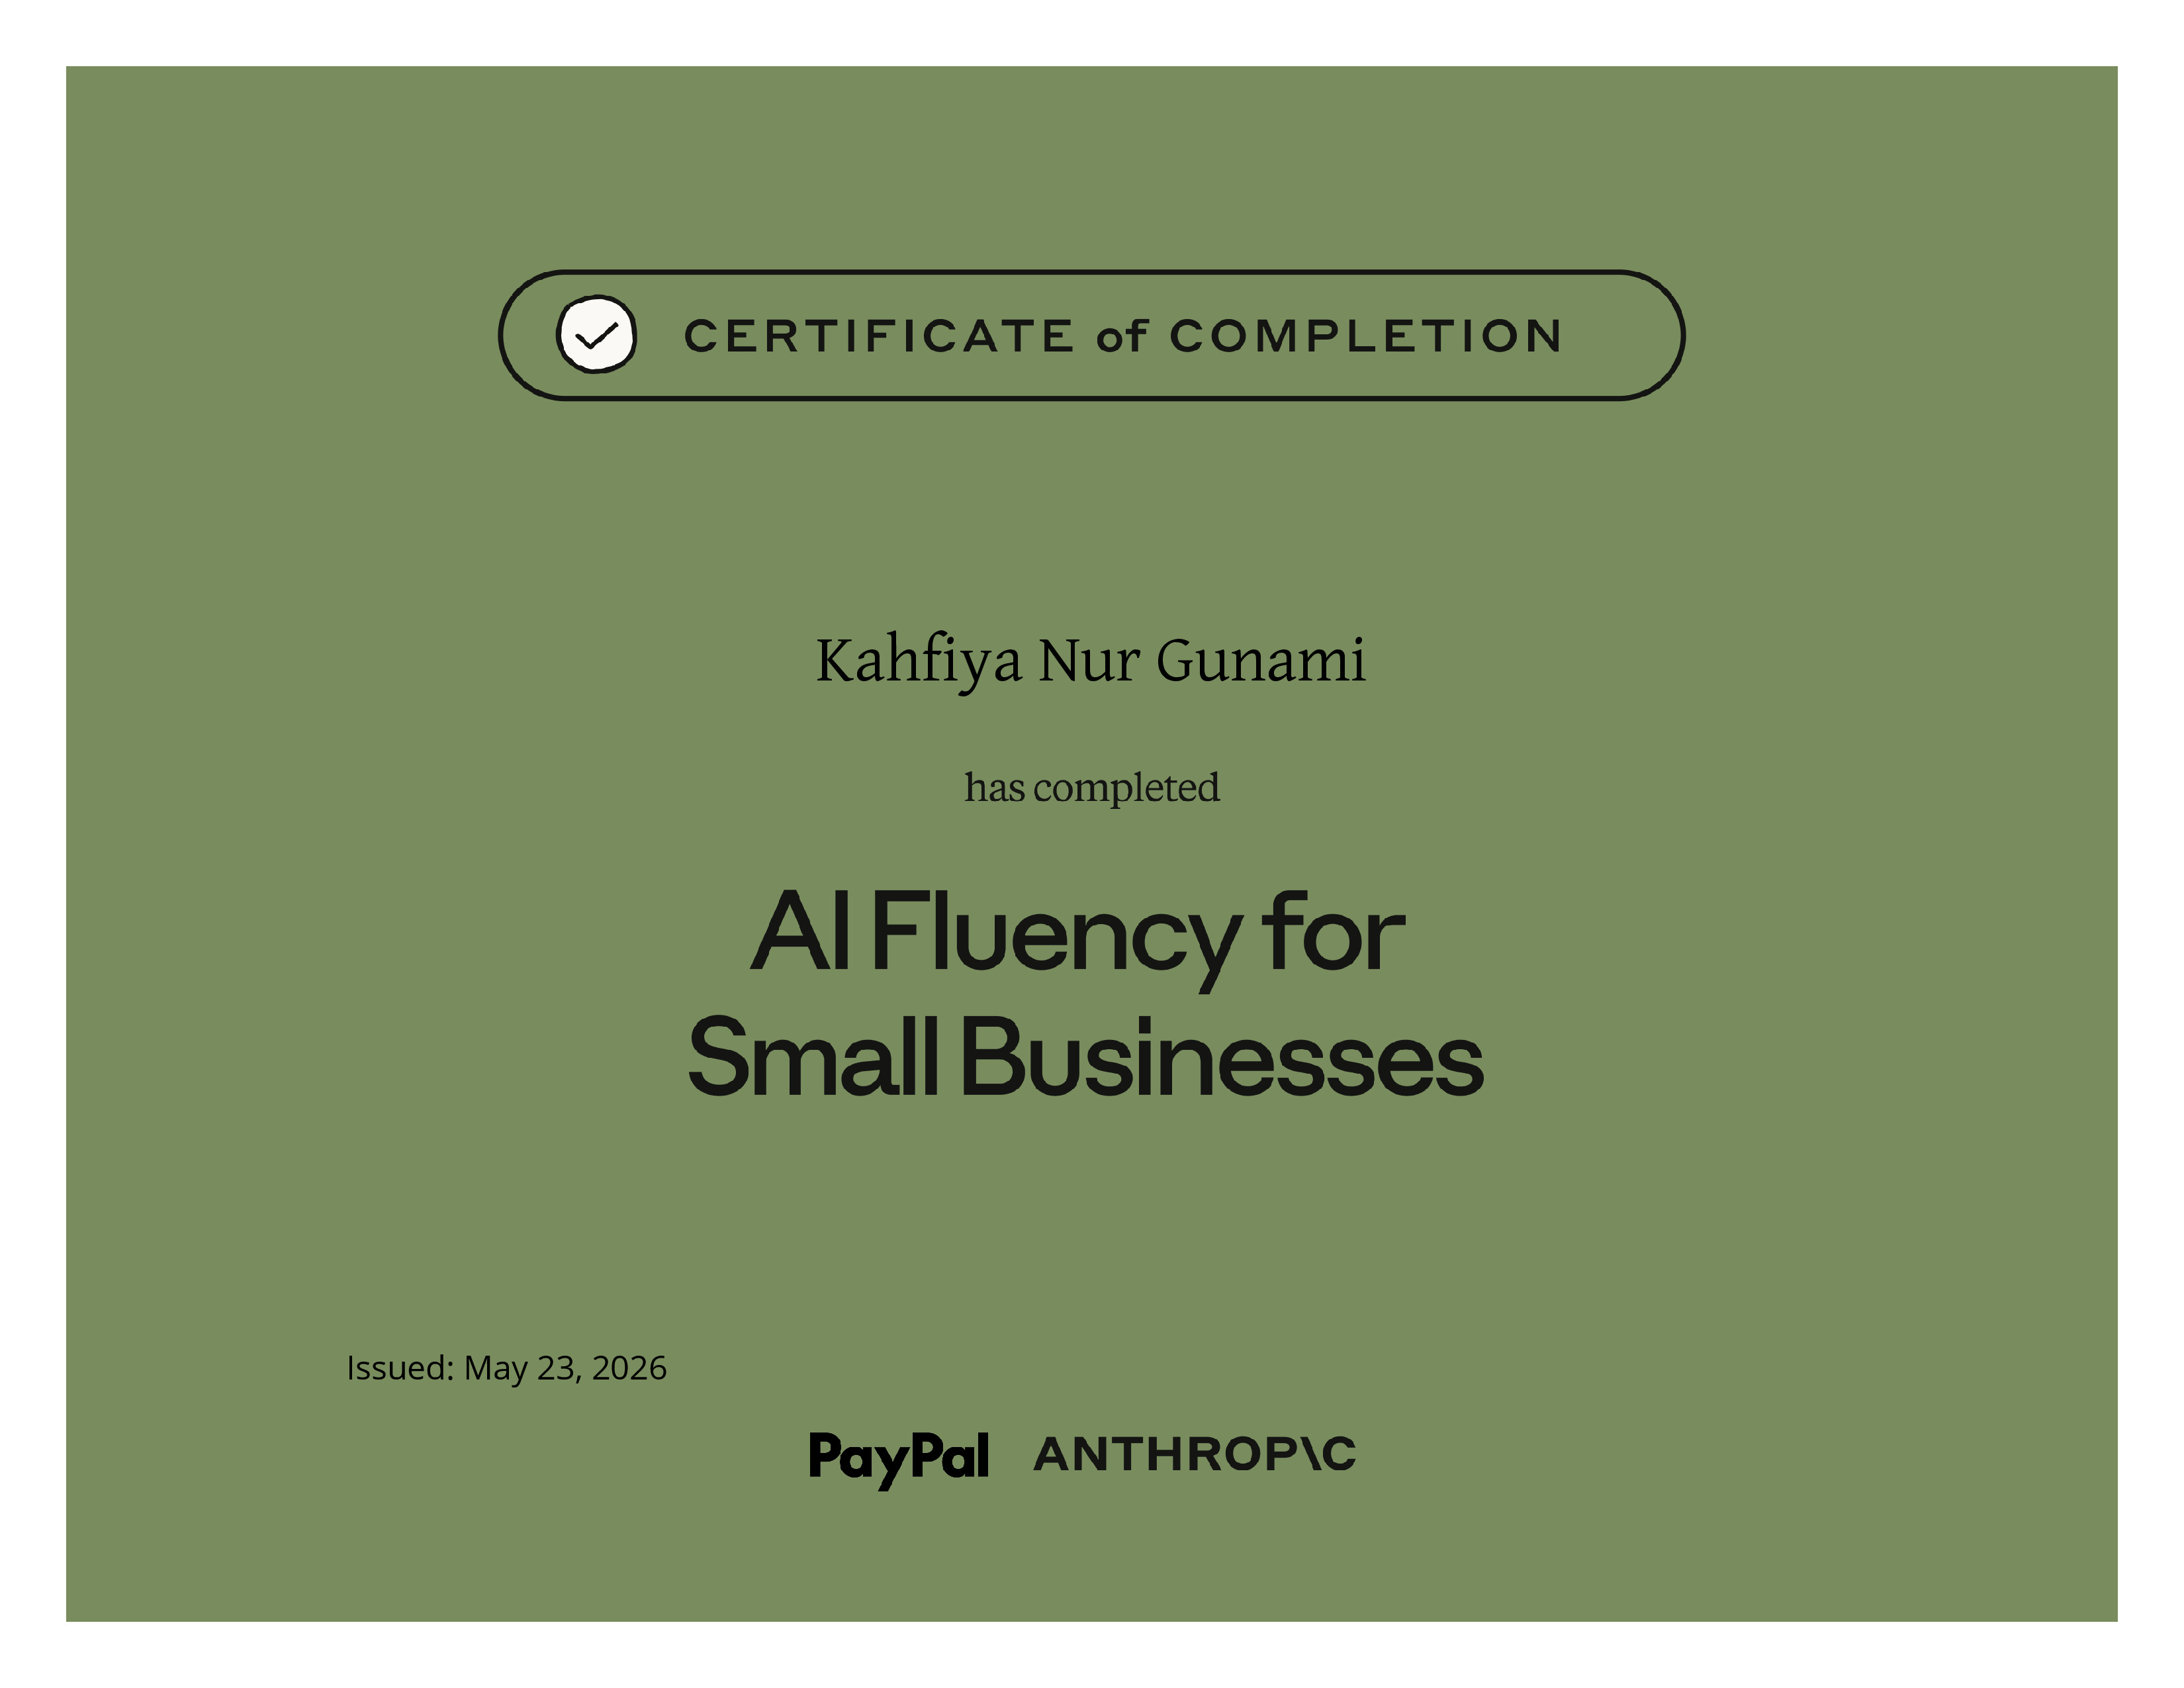 CERTIFICATE of COMPLETION
Kahfiya Nur Gunami
has completed
AI Fluency for
Small Businesses
Issued: May 23, 2026
PayPal ANTHROP\C